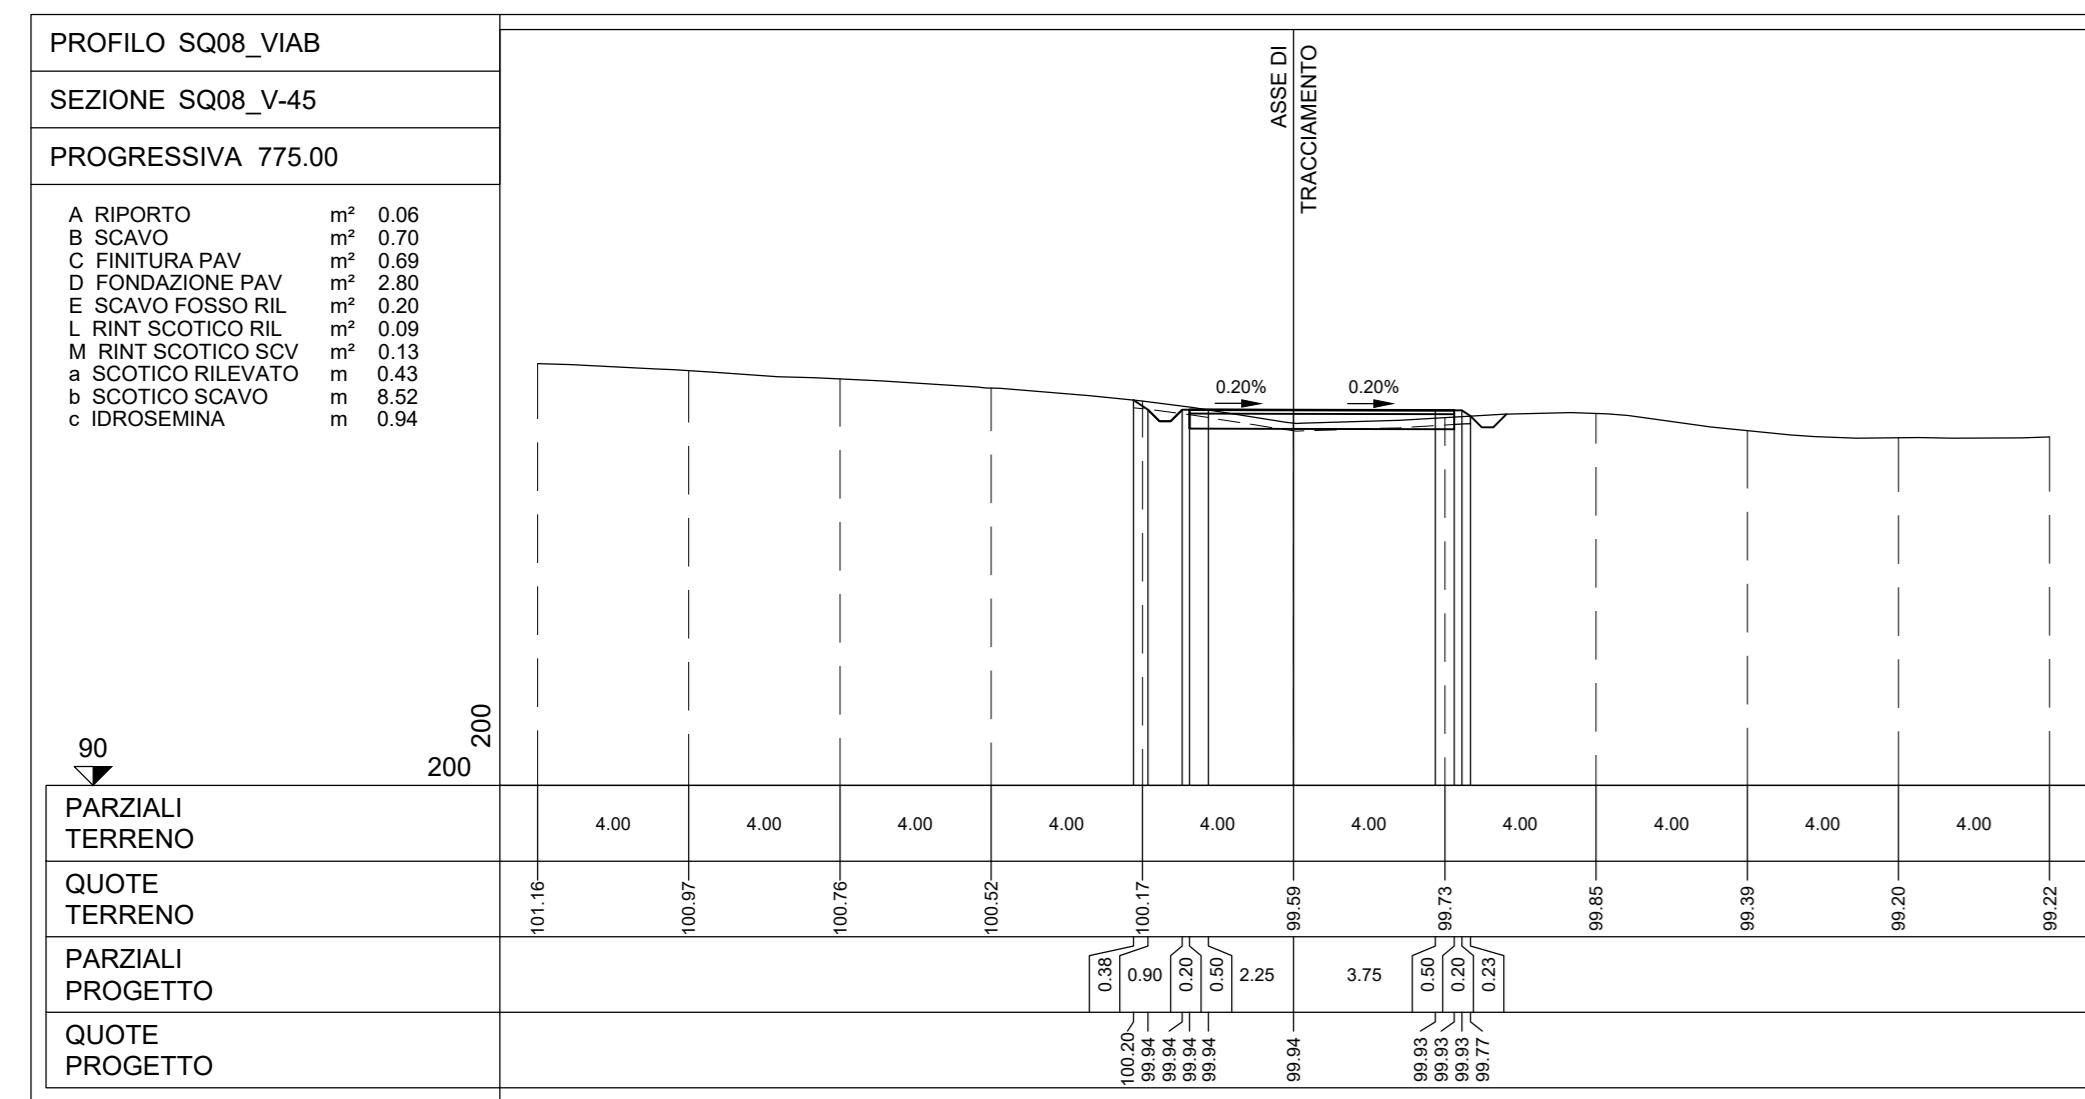 PROFILO SQ08_VIAB
SEZIONE SQ08_V-45
PROGRESSIVA 775.00
A RIPORTO m² 0.06
B SCAVO m² 0.70
C FINITURA PAV m² 0.69
D FONDAZIONE PAV m² 2.80
E SCAVO FOSSO RIL m² 0.20
L RINT SCOTICO RIL m² 0.09
M RINT SCOTICO SCV m² 0.13
a SCOTICO RILEVATO m 0.43
b SCOTICO SCAVO m 8.52
c IDROSEMINA m 0.94
ASSE DI
TRACCIAMENTO
0.20% 0.20%
90
200
200
PARZIALI
TERRENO
4.00 4.00 4.00 4.00 4.00 4.00 4.00 4.00 4.00 4.00
QUOTE
TERRENO
101.16 100.97 100.76 100.52 100.17 99.59 99.73 99.85 99.39 99.20 99.22
PARZIALI
PROGETTO
0.38 0.90 0.20 0.50 2.25 3.75 0.50 0.20 0.23
QUOTE
PROGETTO
100.20 99.94 99.94 99.94 99.94 99.94 99.93 99.93 99.93 99.77